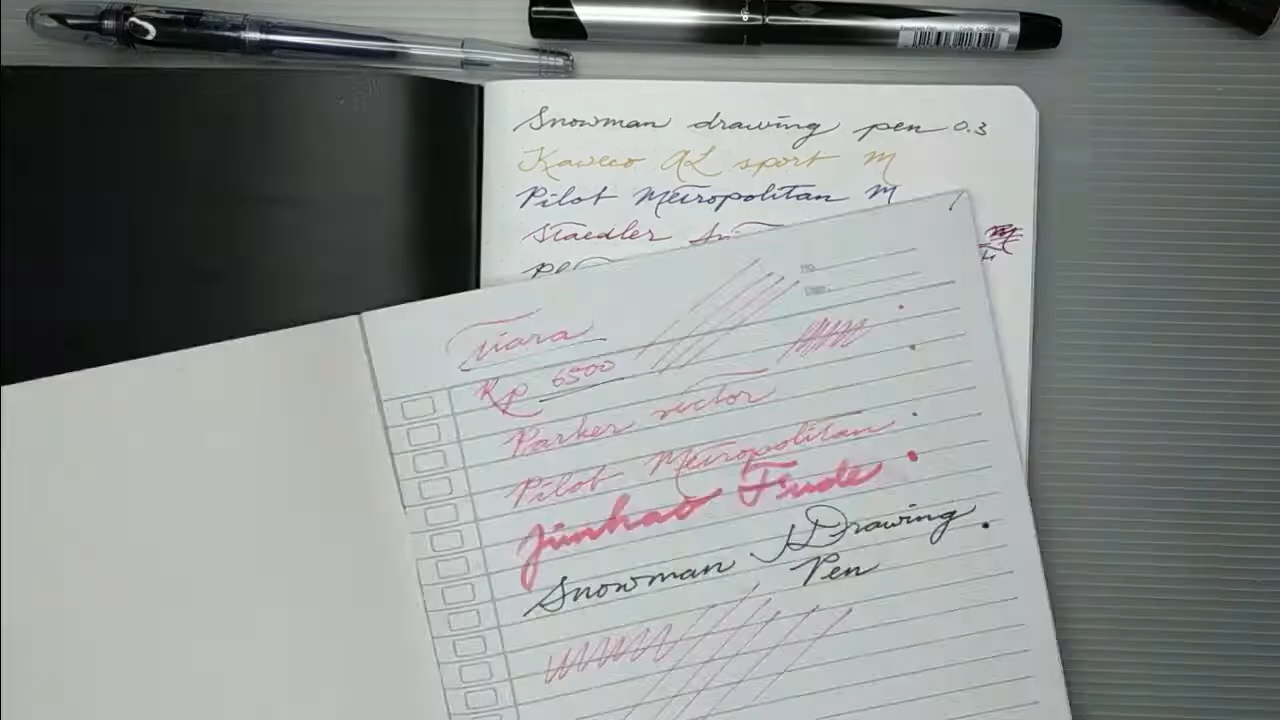 Snowman drawing pen 0.3
Kaweco AL sport M
Pilot Metropolitan M
Staedler
Tiara
Rp 6500
Parker vector
Pilot Metropolitan
Jinhao Fude
Snowman Drawing
Pen